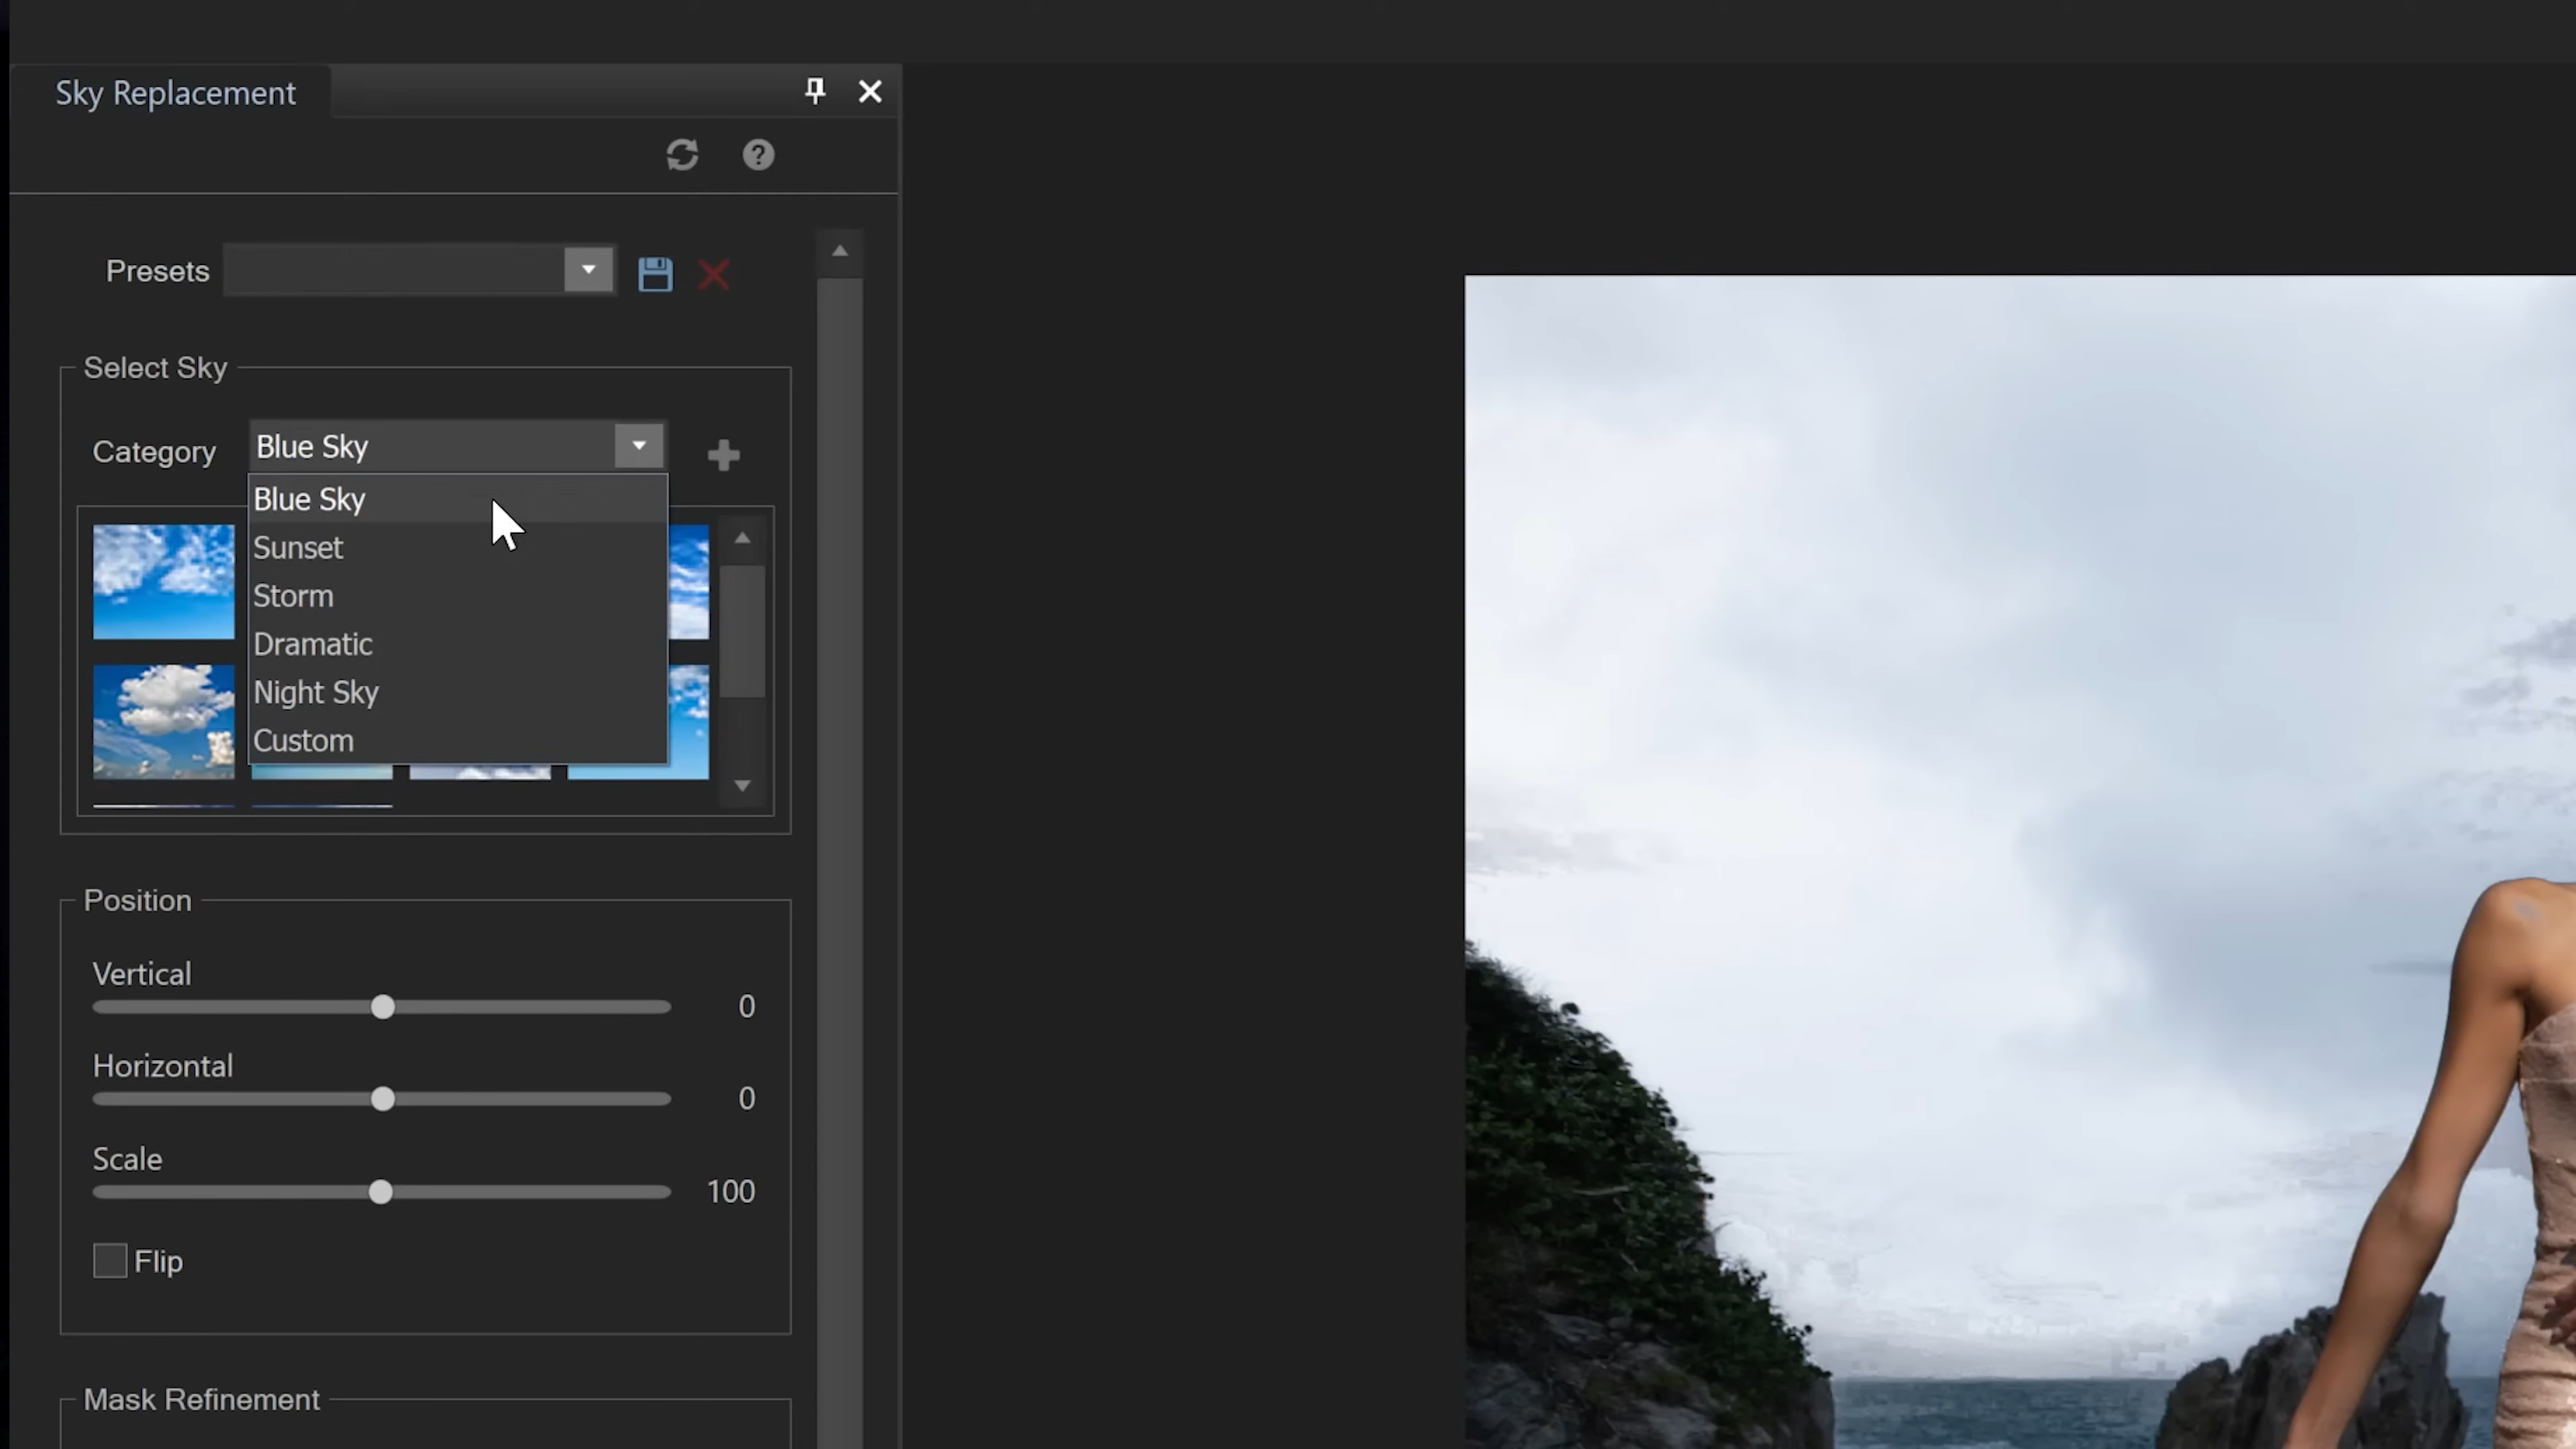 Sky Replacement
Presets
Select Sky
Category
Blue Sky
Blue Sky
Sunset
Storm
Dramatic
Night Sky
Custom
Position
Vertical
0
Horizontal
0
Scale
100
Flip
Mask Refinement